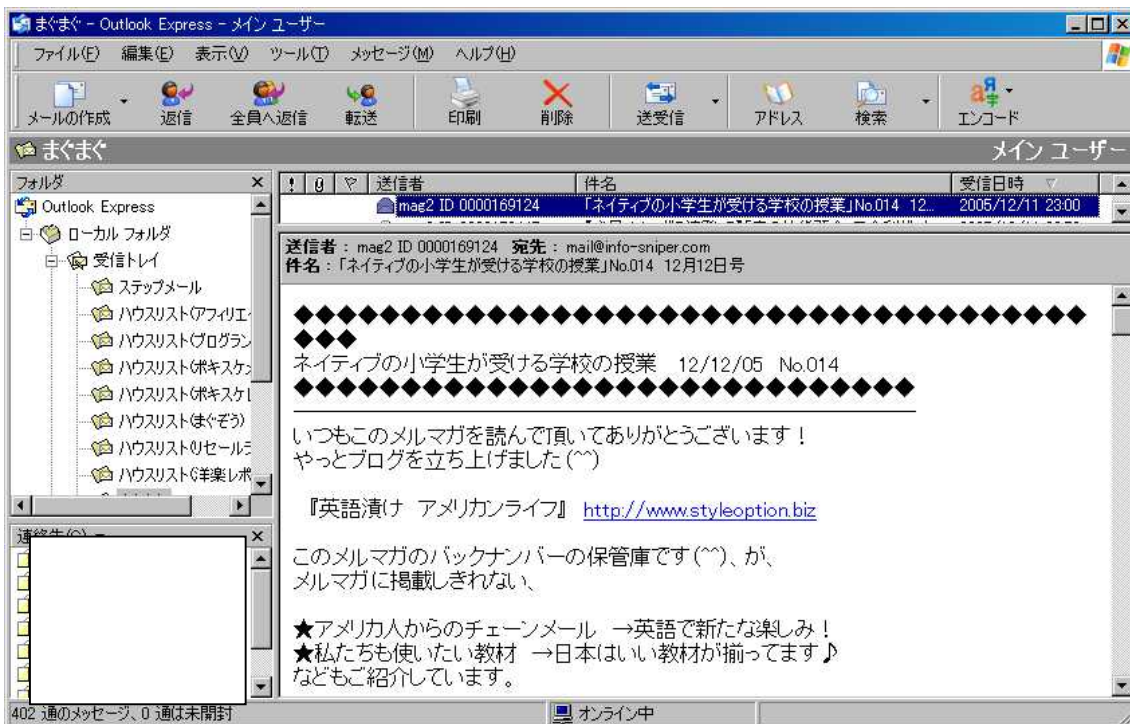 まぐまぐ - Outlook Express - メイン ユーザー
ファイル(F) 編集(E) 表示(V) ツール(T) メッセージ(M) ヘルプ(H)
メールの作成 返信 全員へ返信 転送 印刷 削除 送受信 アドレス 検索 エンコード
まぐまぐ メイン ユーザー
フォルダ
Outlook Express
ローカル フォルダ
受信トレイ
ステップメール
ハウスリスト(アフィリエ
ハウスリスト(ブログラン
ハウスリスト(ポキスケ
ハウスリスト(ポキスケ
ハウスリスト(まぐぞう)
ハウスリスト(リセール
ハウスリスト(洋楽レポ
! 送信者 件名 受信日時
mag2 ID 0000169124 「ネイティブの小学生が受ける学校の授業」No.014 12... 2005/12/11 23:00
送信者 : mag2 ID 0000169124 宛先 : mail@info-sniper.com
件名 : 「ネイティブの小学生が受ける学校の授業」No.014 12月12日号
◆◆◆◆◆◆◆◆◆◆◆◆◆◆◆◆◆◆◆◆◆◆◆◆◆◆◆◆◆◆◆◆◆◆◆◆◆
◆◆◆
ネイティブの小学生が受ける学校の授業 12/12/05 No.014
◆◆◆◆◆◆◆◆◆◆◆◆◆◆◆◆◆◆◆◆◆◆◆◆◆◆◆◆◆
いつもこのメルマガを読んで頂いてありがとうございます!
やっとブログを立ち上げました(^^)
『英語漬け アメリカンライフ』 http://www.styleoption.biz
このメルマガのバックナンバーの保管庫です(^^)、が、
メルマガに掲載しきれない、
★アメリカ人からのチェーンメール →英語で新たな楽しみ!
★私たちも使いたい教材 →日本はいい教材が揃ってます♪
などもご紹介しています。
402 通のメッセージ、0 通は未開封 オンライン中